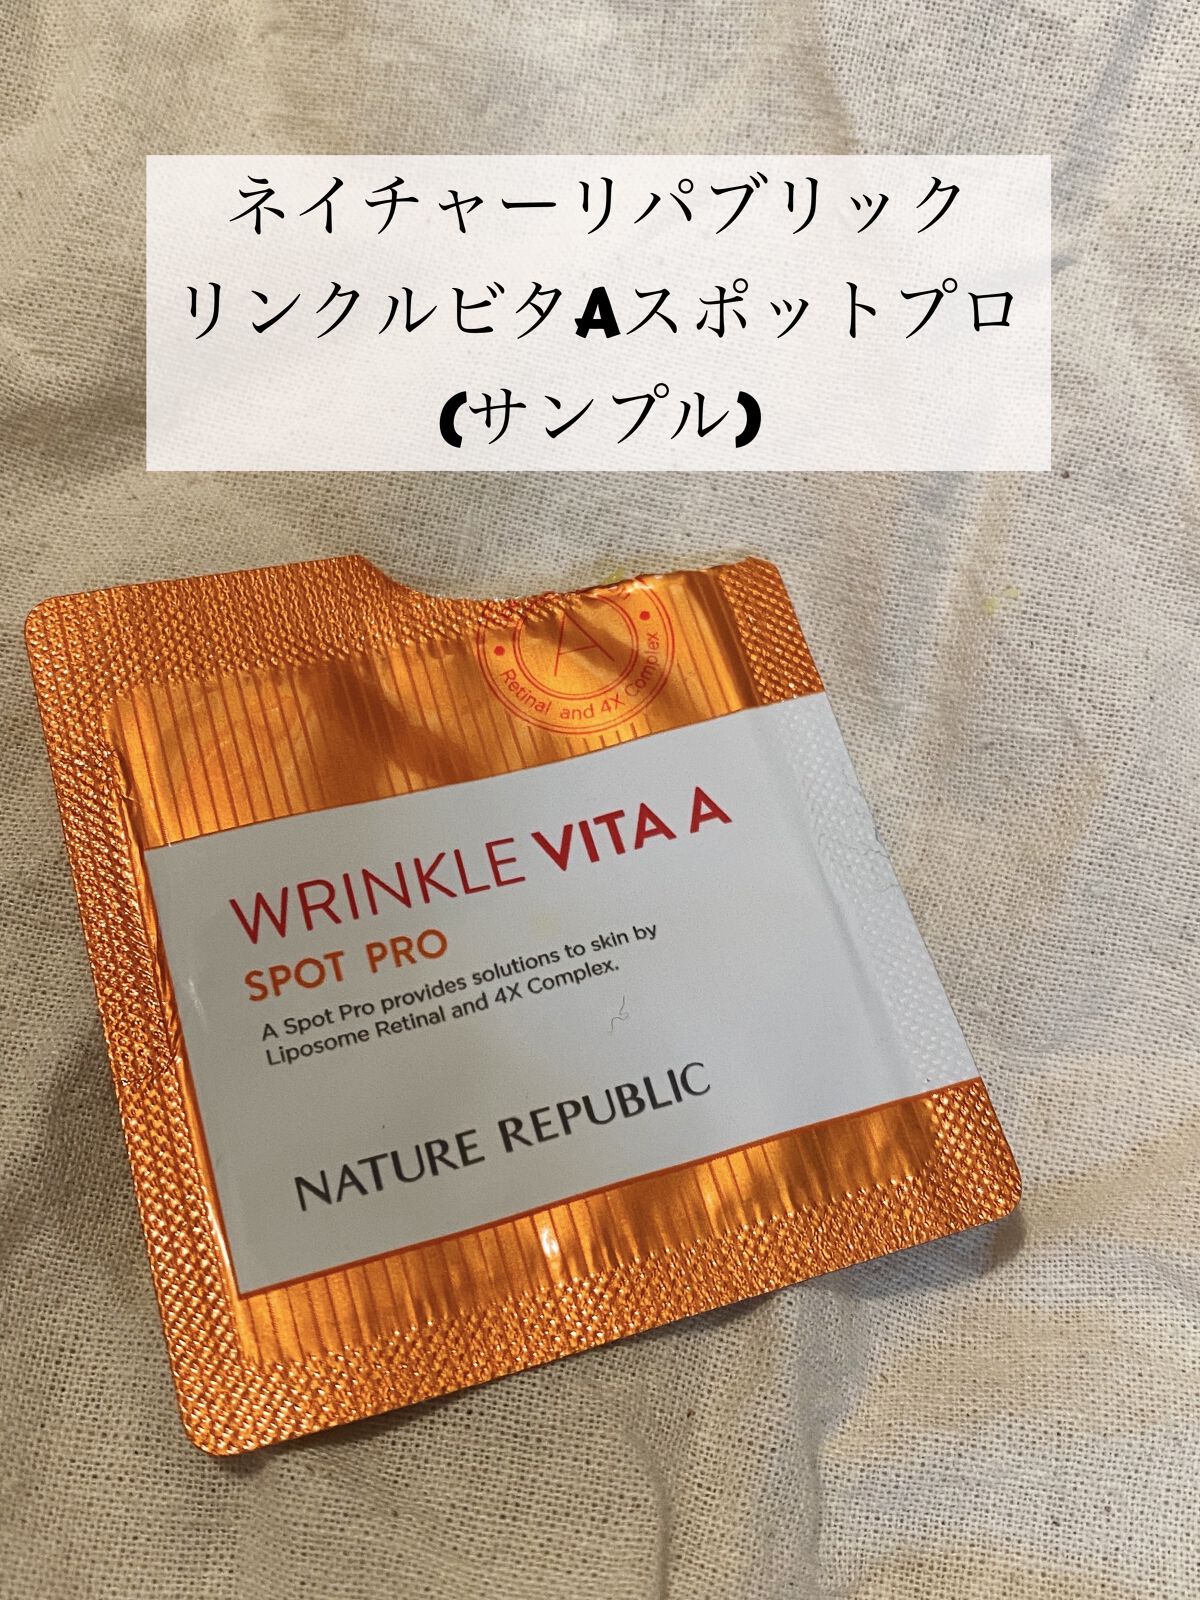 ネイチャーリパブリック
リンクルビタAスポットプロ
(サンプル)
A
Retinal and 4X Complex
WRINKLE VITA A
SPOT PRO
A Spot Pro provides solutions to skin by
Liposome Retinal and 4X Complex.
NATURE REPUBLIC